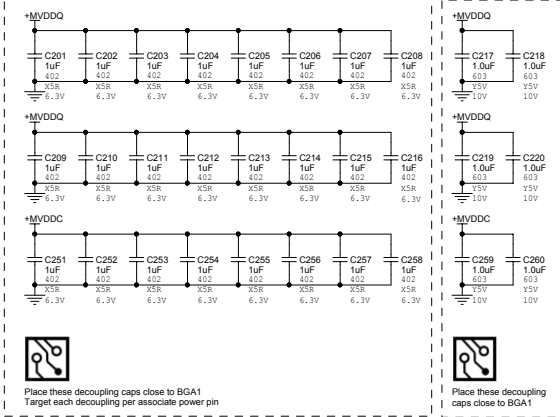 +MVDDQ
C201 C202 C203 C204 C205 C206 C207 C208
1uF 1uF 1uF 1uF 1uF 1uF 1uF 1uF
402 402 402 402 402 402 402 402
X5R X5R X5R X5R X5R X5R X5R X5R
6.3V 6.3V 6.3V 6.3V 6.3V 6.3V 6.3V 6.3V
+MVDDQ
C209 C210 C211 C212 C213 C214 C215 C216
1uF 1uF 1uF 1uF 1uF 1uF 1uF 1uF
402 402 402 402 402 402 402 402
X5R X5R X5R X5R X5R X5R X5R X5R
6.3V 6.3V 6.3V 6.3V 6.3V 6.3V 6.3V 6.3V
+MVDDC
C251 C252 C253 C254 C255 C256 C257 C258
1uF 1uF 1uF 1uF 1uF 1uF 1uF 1uF
402 402 402 402 402 402 402 402
X5R X5R X5R X5R X5R X5R X5R X5R
6.3V 6.3V 6.3V 6.3V 6.3V 6.3V 6.3V 6.3V
Place these decoupling caps close to BGA1
Target each decoupling per associate power pin
+MVDDQ
C217 C218
1.0uF 1.0uF
603 603
Y5V Y5V
10V 10V
+MVDDQ
C219 C220
1.0uF 1.0uF
603 603
Y5V Y5V
10V 10V
+MVDDC
C259 C260
1.0uF 1.0uF
603 603
Y5V Y5V
10V 10V
Place these decoupling
caps close to BGA1